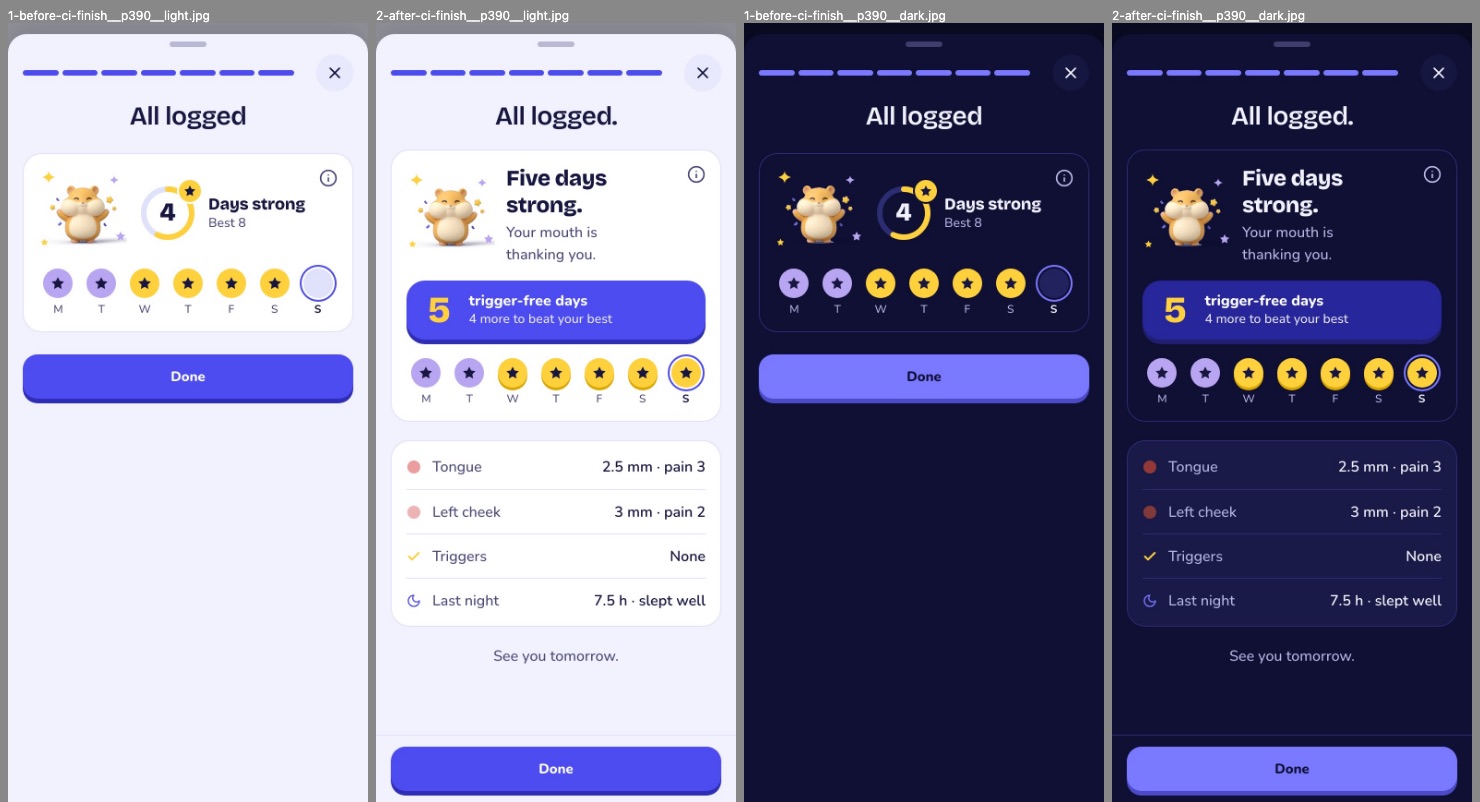 1-before-ci-finish__p390__light.jpg
All logged
4
Days strong
Best 8
M T W T F S S
Done
2-after-ci-finish__p390__light.jpg
All logged.
Five days
strong.
Your mouth is
thanking you.
5
trigger-free days
4 more to beat your best
M T W T F S S
Tongue 2.5 mm · pain 3
Left cheek 3 mm · pain 2
Triggers None
Last night 7.5 h · slept well
See you tomorrow.
Done
1-before-ci-finish__p390__dark.jpg
All logged
4
Days strong
Best 8
M T W T F S S
Done
2-after-ci-finish__p390__dark.jpg
All logged.
Five days
strong.
Your mouth is
thanking you.
5
trigger-free days
4 more to beat your best
M T W T F S S
Tongue 2.5 mm · pain 3
Left cheek 3 mm · pain 2
Triggers None
Last night 7.5 h · slept well
See you tomorrow.
Done